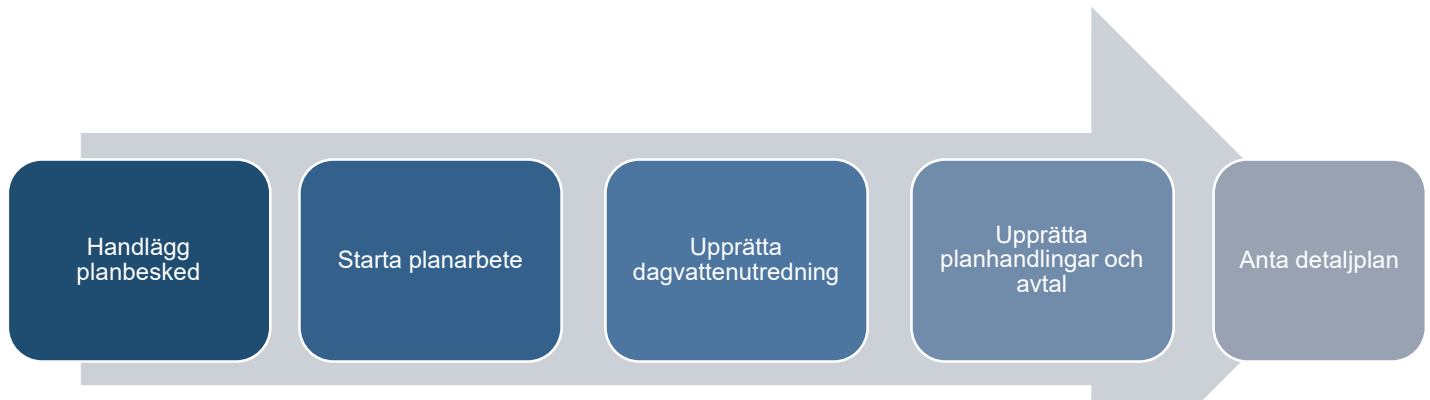 Handlägg
planbesked
Starta planarbete
Upprätta
dagvattenutredning
Upprätta
planhandlingar och
avtal
Anta detaljplan